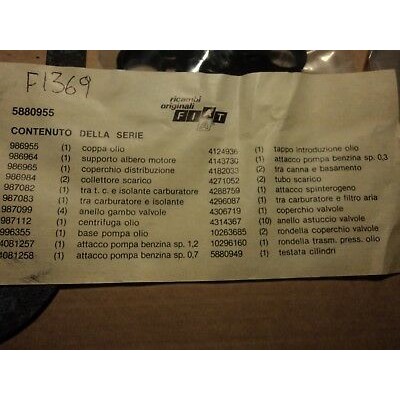 F1369
ricambi
originali
FIAT
5880955
CONTENUTO DELLA SERIE
986955 (1) coppa olio
986964 (1) supporto albero motore
986965 (1) coperchio distribuzione
986984 (2) collettore scarico
987082 (1) tra t. c. e isolante carburatore
987083 (1) tra carburatore e isolante
987099 (4) anello gambo valvole
987112 (1) centrifuga olio
996355 (1) base pompa olio
4081257 (1) attacco pompa benzina sp. 1,2
4081258 (1) attacco pompa benzina sp. 0,7
4124936 (1) tappo introduzione olio
4143730 (1) attacco pompa benzina sp. 0,3
4182033 (2) tra canna e basamento
4271052 (2) tubo scarico
4288759 (1) attacco spinterogeno
4296087 (1) tra carburatore e filtro aria
4306719 (1) coperchio valvole
4314367 (10) anello astuccio valvole
10263685 (2) rondella coperchio valvole
10296160 (1) rondella trasm. press. olio
5880949 (1) testata cilindri